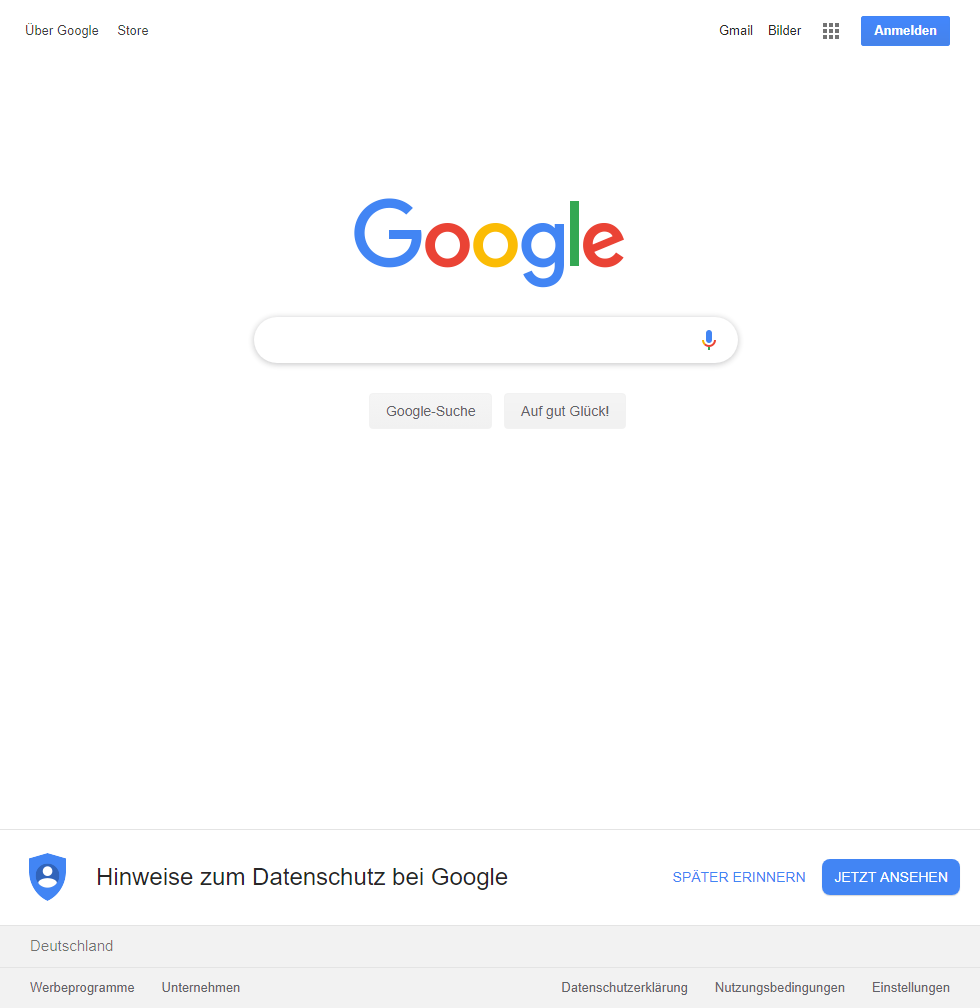 Über Google Store Gmail Bilder Anmelden
Google
Google-Suche Auf gut Glück!
Hinweise zum Datenschutz bei Google SPÄTER ERINNERN JETZT ANSEHEN
Deutschland
Werbeprogramme Unternehmen Datenschutzerklärung Nutzungsbedingungen Einstellungen